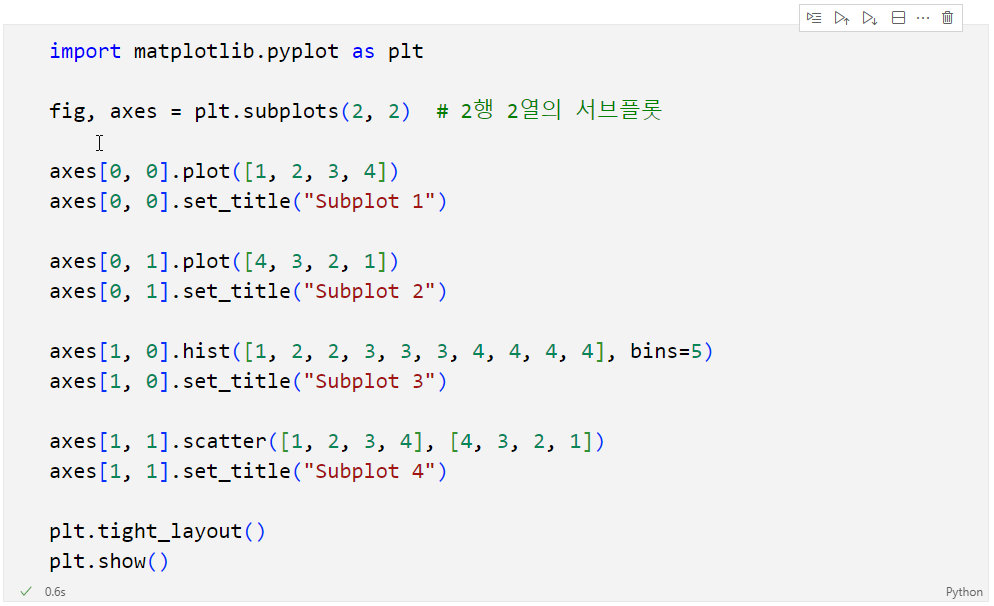 import matplotlib.pyplot as plt
fig, axes = plt.subplots(2, 2)  # 2행 2열의 서브플롯
axes[0, 0].plot([1, 2, 3, 4])
axes[0, 0].set_title("Subplot 1")
axes[0, 1].plot([4, 3, 2, 1])
axes[0, 1].set_title("Subplot 2")
axes[1, 0].hist([1, 2, 2, 3, 3, 3, 4, 4, 4, 4], bins=5)
axes[1, 0].set_title("Subplot 3")
axes[1, 1].scatter([1, 2, 3, 4], [4, 3, 2, 1])
axes[1, 1].set_title("Subplot 4")
plt.tight_layout()
plt.show()
0.6s Python